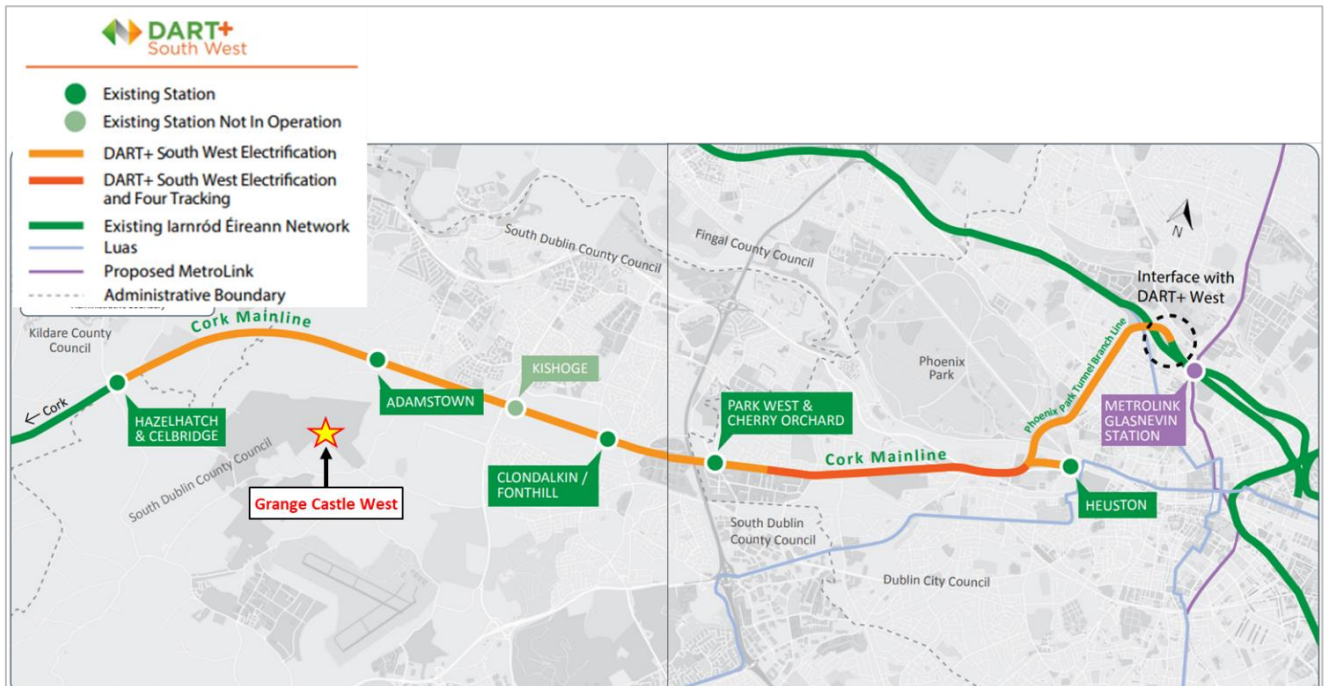 DART+
South West
Existing Station
Existing Station Not In Operation
DART+ South West Electrification
DART+ South West Electrification
and Four Tracking
Existing Iarnród Éireann Network
Luas
Proposed MetroLink
Administrative Boundary
Kildare County
Council
Cork Mainline
← Cork
HAZELHATCH
& CELBRIDGE
South Dublin County Council
Grange Castle West
ADAMSTOWN
KISHOGE
CLONDALKIN /
FONTHILL
South Dublin County Council
Fingal County Council
PARK WEST &
CHERRY ORCHARD
Cork Mainline
South Dublin
County Council
Dublin City Council
Phoenix
Park
Phoenix Park Tunnel Branch Line
HEUSTON
N
Interface with
DART+ West
METROLINK
GLASNEVIN
STATION